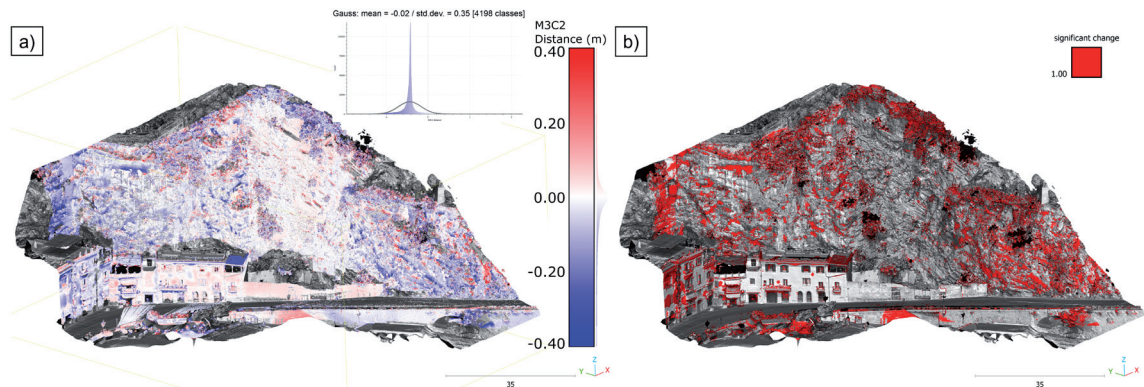 a)
Gauss: mean = -0.02 / std.dev. = 0.35 [4198 classes]
M3C2
Distance (m)
0.40
0.20
0.00
-0.20
-0.40
35
Z
Y
X
b)
significant change
1.00
35
Z
Y
X